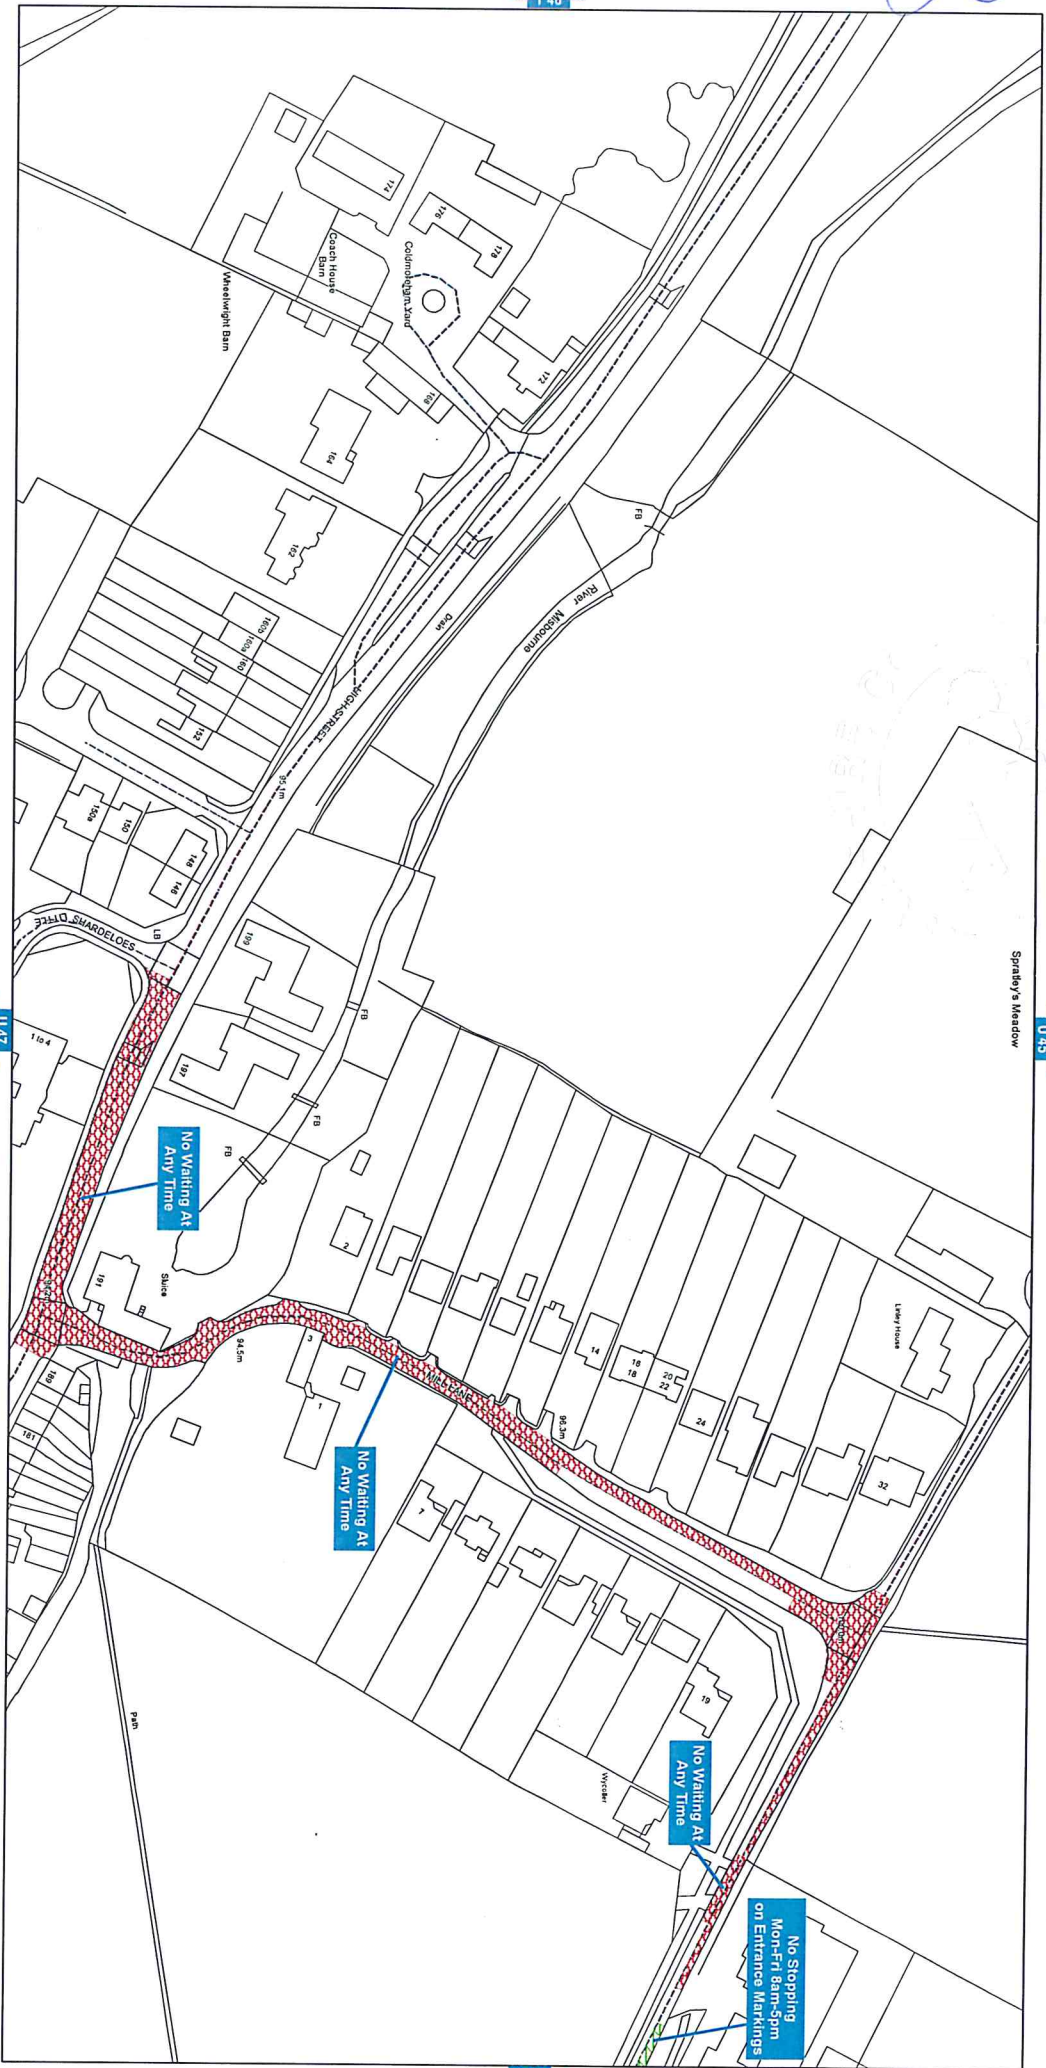 T 46
U 45
U 47
Spratley's Meadow
174
176
178
Coach House
Barn
Coldmoreham Yard
Wheelwright Barn
172
168
164
162
FB
River Misbourne
Drain
160b
160a
160
152
HIGH STREET
95.1m
150a
150
148
146
LB
LITTLE SHARDELOES
199
197
FB
FB
FB
1 to 4
No Waiting At
Any Time
191
Sluice
2
94.5m
3
1
MILL LANE
No Waiting At
Any Time
189
181
14
16
18
20
22
24
96.3m
Linley House
32
7
19
Path
Wycoller
No Waiting At
Any Time
No Stopping
Mon-Fri 8am-5pm
on Entrance Markings